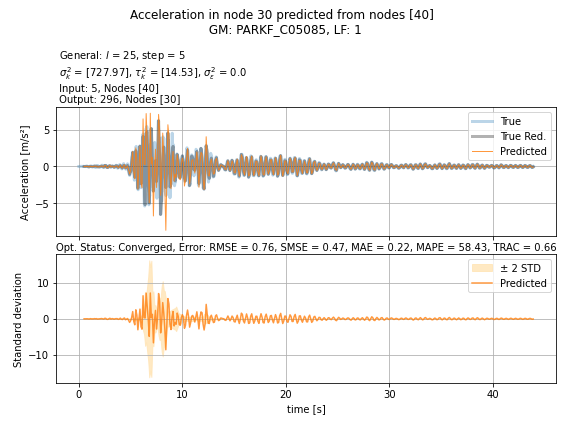 Acceleration in node 30 predicted from nodes [40]
GM: PARKF_C05085, LF: 1
General: l = 25, step = 5
σ²ₖ = [727.97], τ²ₖ = [14.53], σ²ε = 0.0
Input: 5, Nodes [40]
Output: 296, Nodes [30]
Acceleration [m/s²]
5
0
−5
True
True Red.
Predicted
Opt. Status: Converged, Error: RMSE = 0.76, SMSE = 0.47, MAE = 0.22, MAPE = 58.43, TRAC = 0.66
Standard deviation
10
0
−10
± 2 STD
Predicted
0 10 20 30 40
time [s]